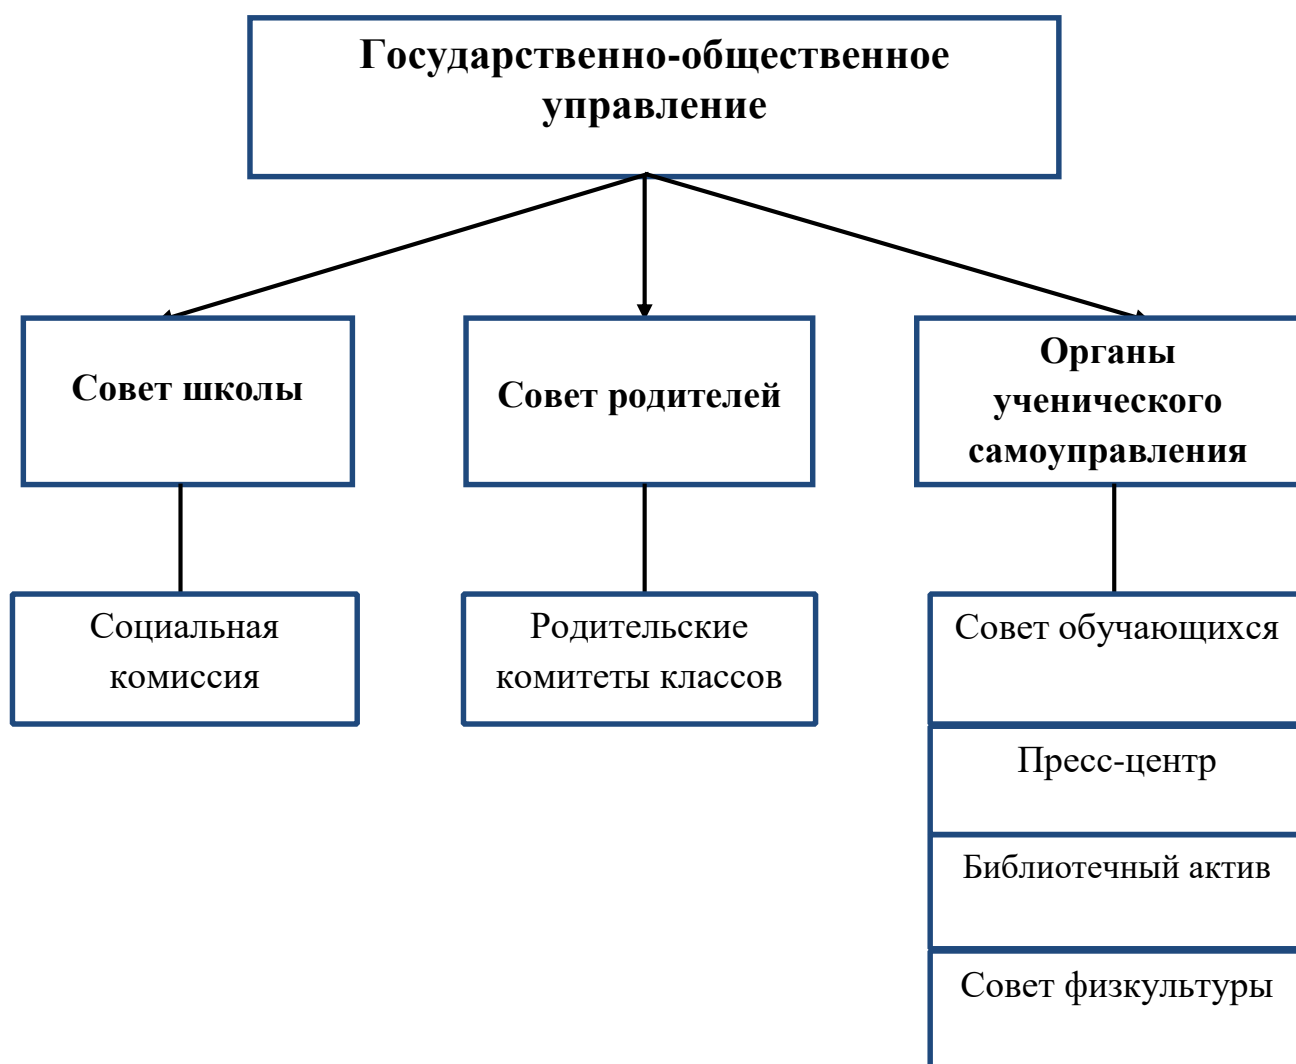 Государственно-общественное
управление
Совет школы
Совет родителей
Органы
ученического
самоуправления
Социальная
комиссия
Родительские
комитеты классов
Совет обучающихся
Пресс-центр
Библиотечный актив
Совет физкультуры